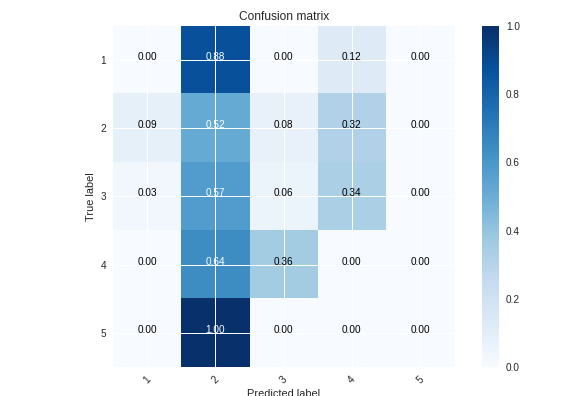 Confusion matrix
1.0
1 0.00 0.88 0.00 0.12 0.00
0.8
2 0.09 0.52 0.08 0.32 0.00
0.6
True label
3 0.03 0.57 0.06 0.34 0.00
0.4
4 0.00 0.64 0.36 0.00 0.00
0.2
5 0.00 1.00 0.00 0.00 0.00
0.0
1 2 3 4 5
Predicted label